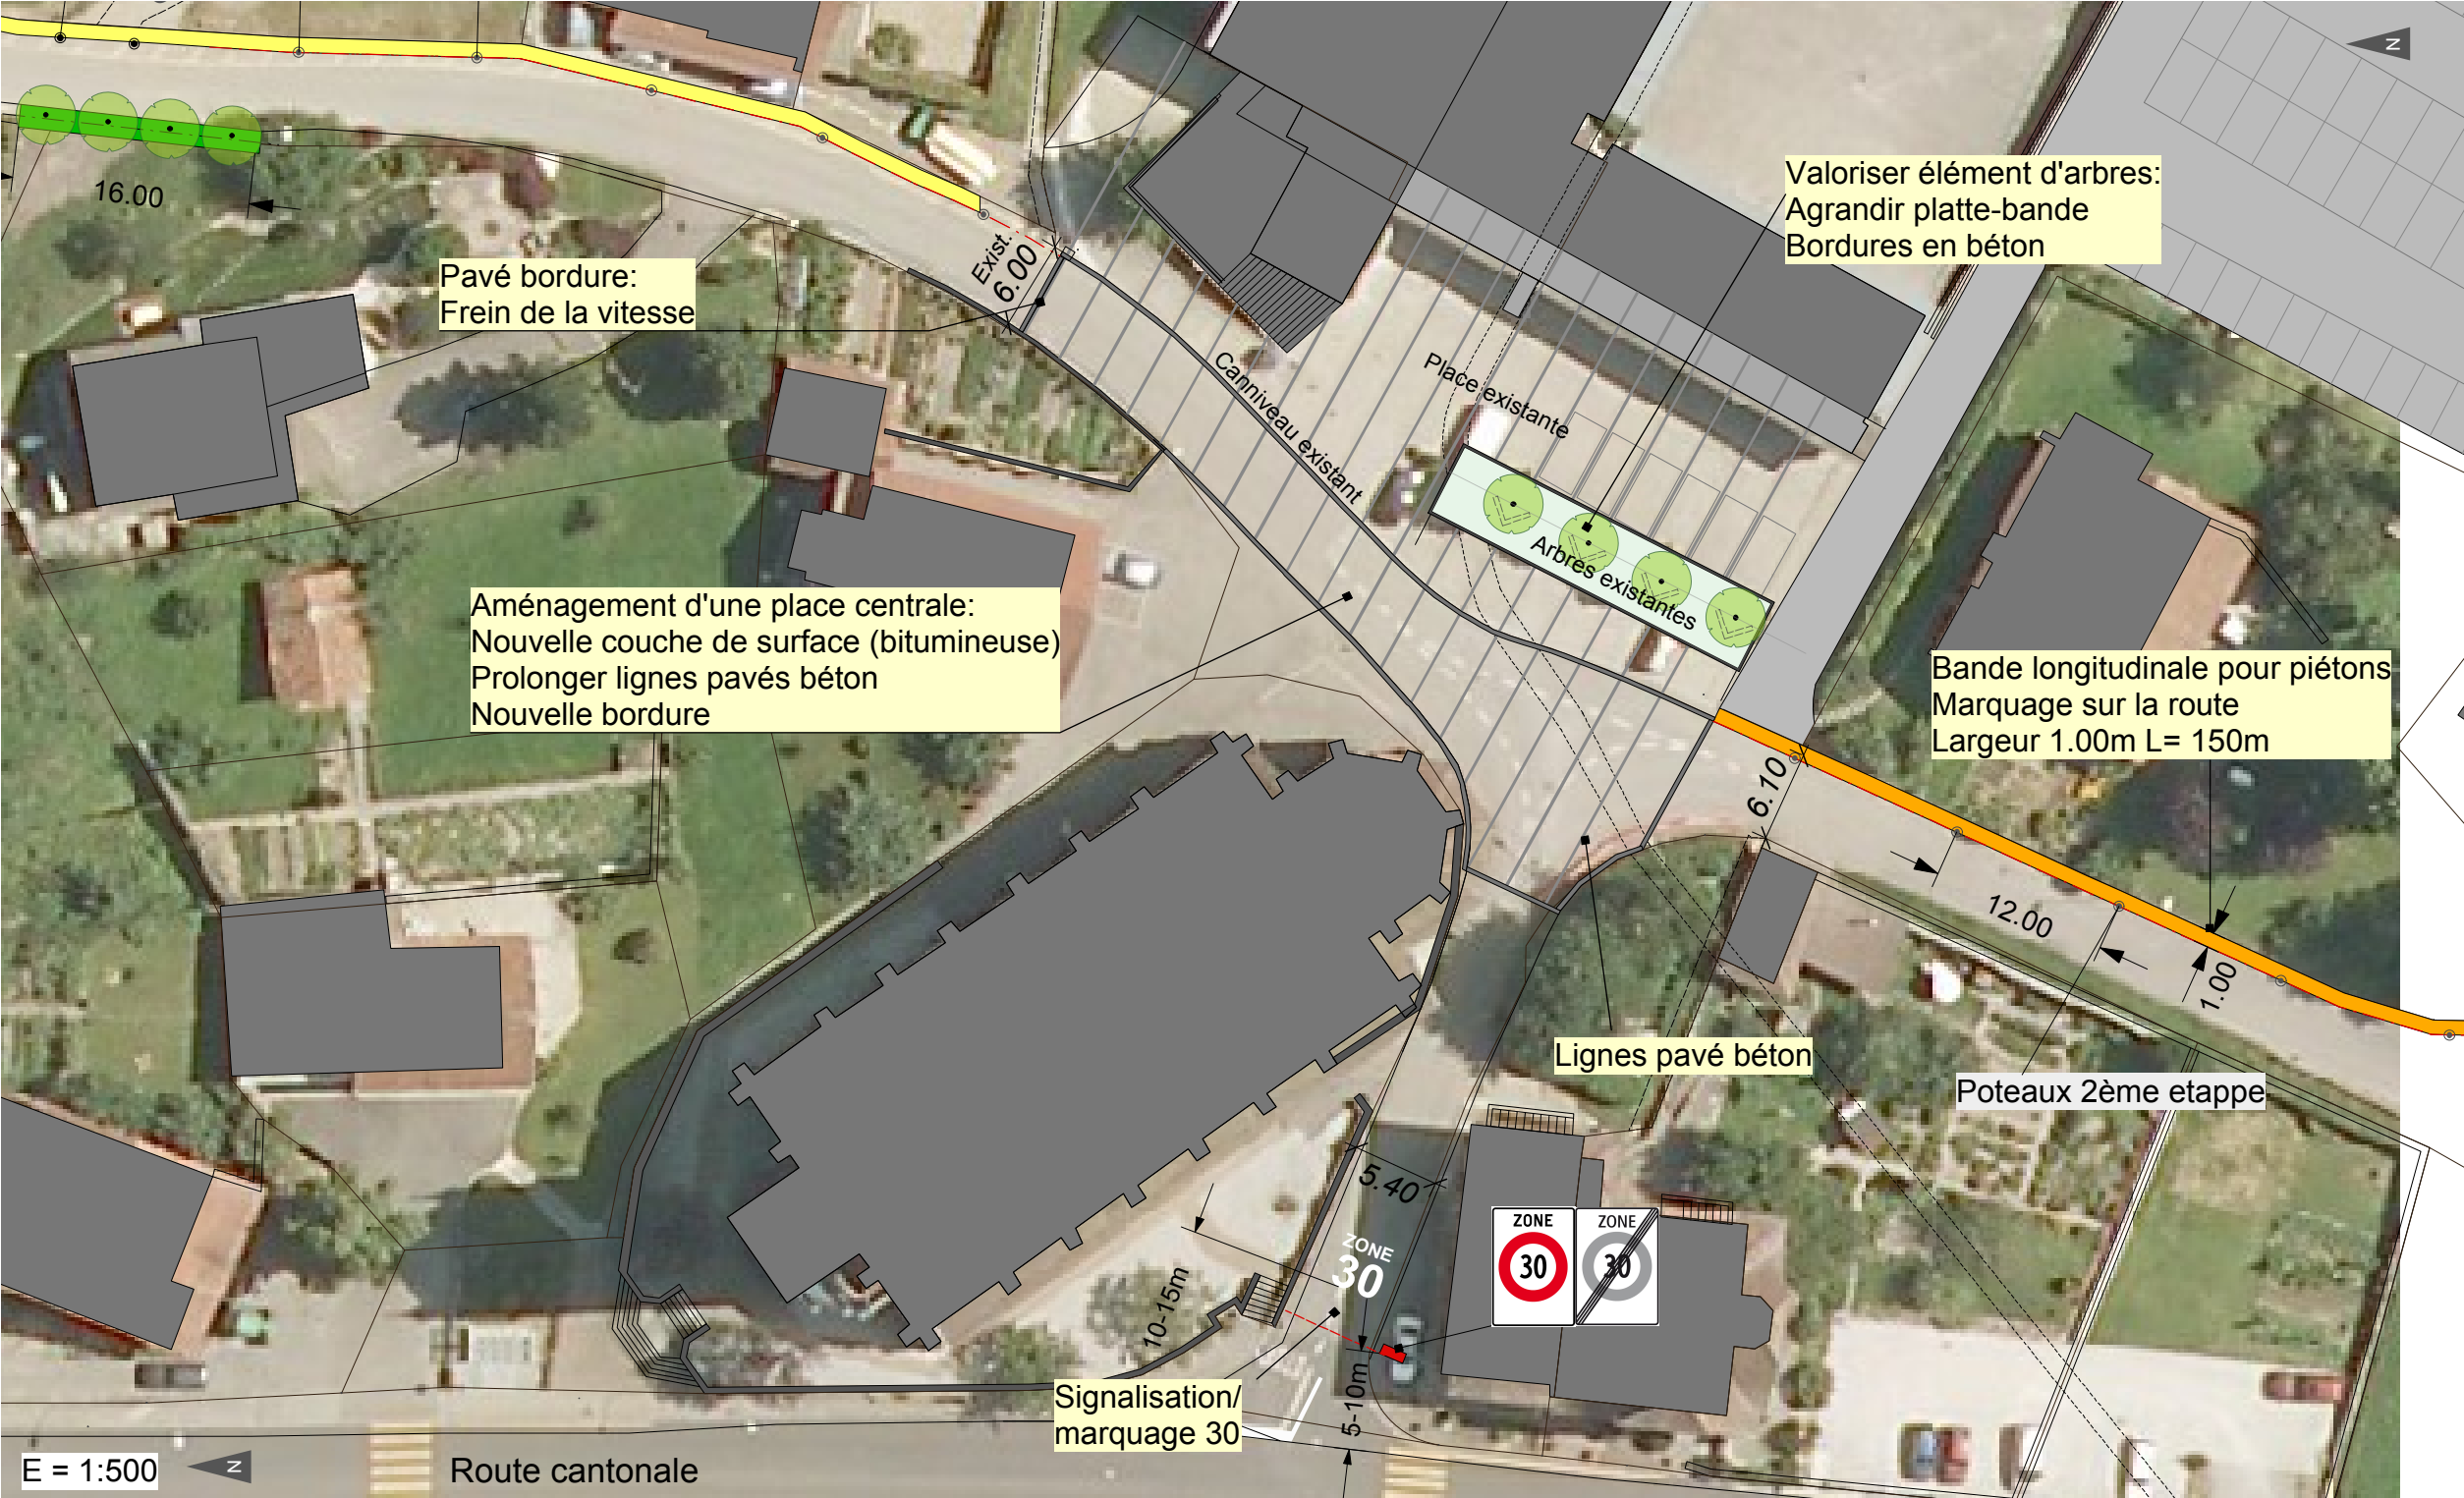 N
16.00
Valoriser élément d'arbres:
Agrandir platte-bande
Bordures en béton
Exist.
6.00
Pavé bordure:
Frein de la vitesse
Canniveau existant
Place existante
Arbres existantes
Aménagement d'une place centrale:
Nouvelle couche de surface (bitumineuse)
Prolonger lignes pavés béton
Nouvelle bordure
Bande longitudinale pour piétons
Marquage sur la route
Largeur 1.00m L= 150m
6.10
12.00
1.00
Lignes pavé béton
Poteaux 2ème etappe
5.40
ZONE
30
ZONE
30
ZONE
30
10-15m
5-10m
Signalisation/
marquage 30
E = 1:500
N
Route cantonale